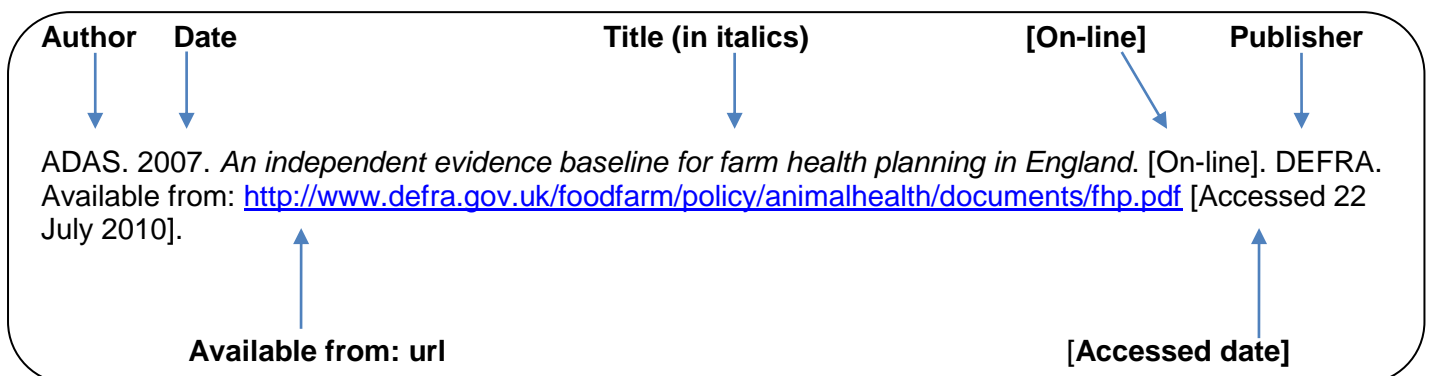 Author Date Title (in italics) [On-line] Publisher
ADAS. 2007. An independent evidence baseline for farm health planning in England. [On-line]. DEFRA.
Available from: http://www.defra.gov.uk/foodfarm/policy/animalhealth/documents/fhp.pdf [Accessed 22
July 2010].
Available from: url [Accessed date]